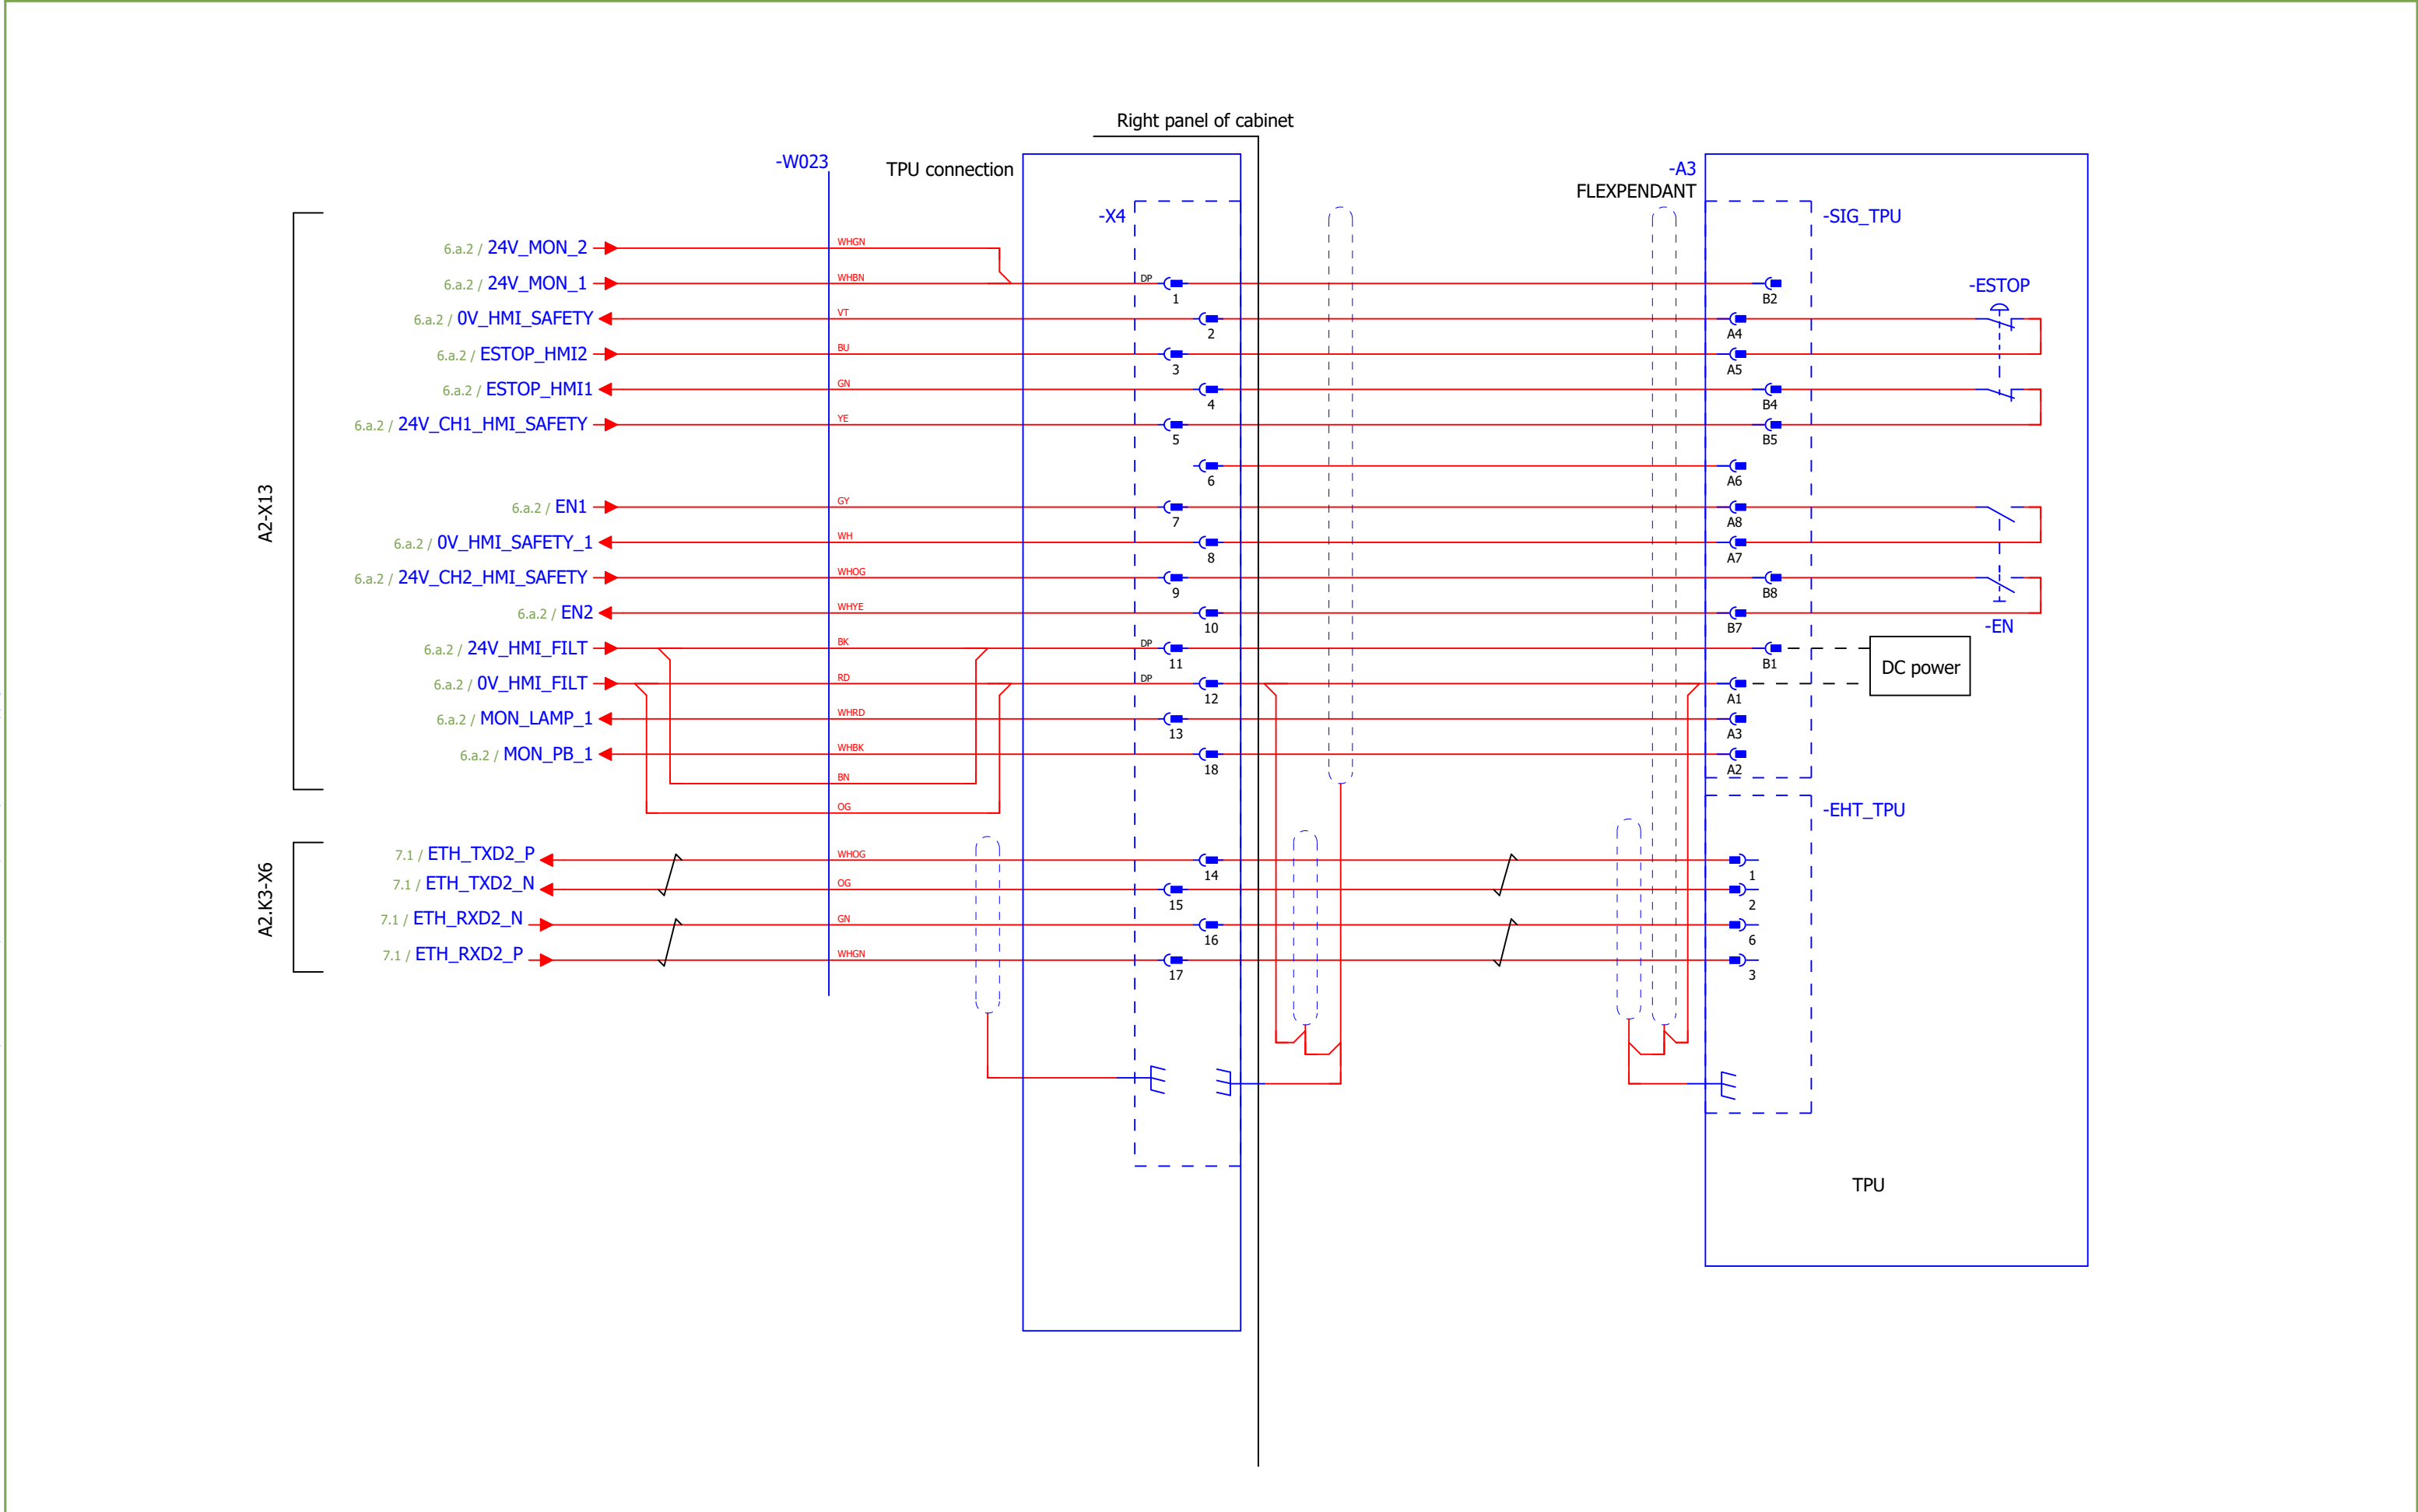 Right panel of cabinet
-W023
TPU connection
-A3
FLEXPENDANT
-X4
-SIG_TPU
6.a.2 / 24V_MON_2
WHGN
6.a.2 / 24V_MON_1
WHBN
DP
1
B2
-ESTOP
6.a.2 / 0V_HMI_SAFETY
VT
2
A4
6.a.2 / ESTOP_HMI2
BU
3
A5
6.a.2 / ESTOP_HMI1
GN
4
B4
6.a.2 / 24V_CH1_HMI_SAFETY
YE
5
B5
6
A6
A2-X13
6.a.2 / EN1
GY
7
A8
6.a.2 / 0V_HMI_SAFETY_1
WH
8
A7
6.a.2 / 24V_CH2_HMI_SAFETY
WHOG
9
B8
6.a.2 / EN2
WHYE
10
B7
-EN
6.a.2 / 24V_HMI_FILT
BK
DP
11
B1
DC power
6.a.2 / 0V_HMI_FILT
RD
DP
12
A1
6.a.2 / MON_LAMP_1
WHRD
13
A3
6.a.2 / MON_PB_1
WHBK
18
A2
BN
OG
-EHT_TPU
A2.K3-X6
7.1 / ETH_TXD2_P
WHOG
14
1
7.1 / ETH_TXD2_N
OG
15
2
7.1 / ETH_RXD2_N
GN
16
6
7.1 / ETH_RXD2_P
WHGN
17
3
TPU